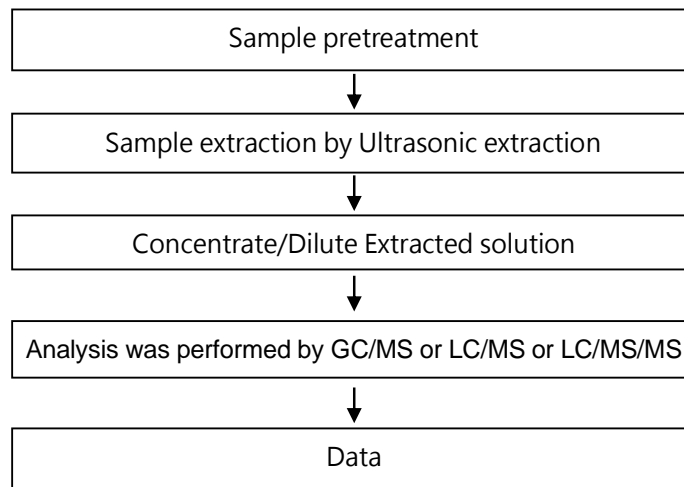 Sample pretreatment
Sample extraction by Ultrasonic extraction
Concentrate/Dilute Extracted solution
Analysis was performed by GC/MS or LC/MS or LC/MS/MS
Data